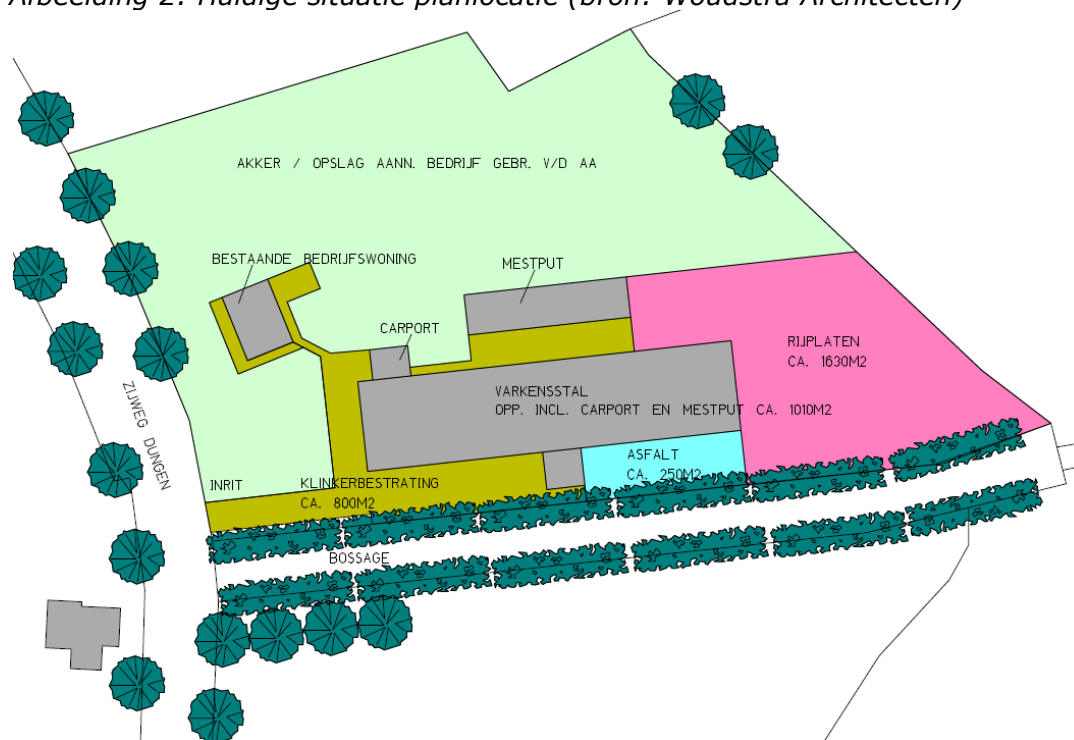 Afbeelding 2: Huidige situatie planlocatie (bron: Woudstra Architecten)
AKKER / OPSLAG AANN. BEDRIJF GEBR. V/D AA
BESTAANDE BEDRIJFSWONING
MESTPUT
CARPORT
RIJPLATEN
CA. 1630M2
VARKENSSTAL
OPP. INCL. CARPORT EN MESTPUT CA. 1010M2
ZIJWEG DUNGEN
ASFALT
CA. 250M2
INRIT
KLINKERBESTRATING
CA. 800M2
BOSSAGE